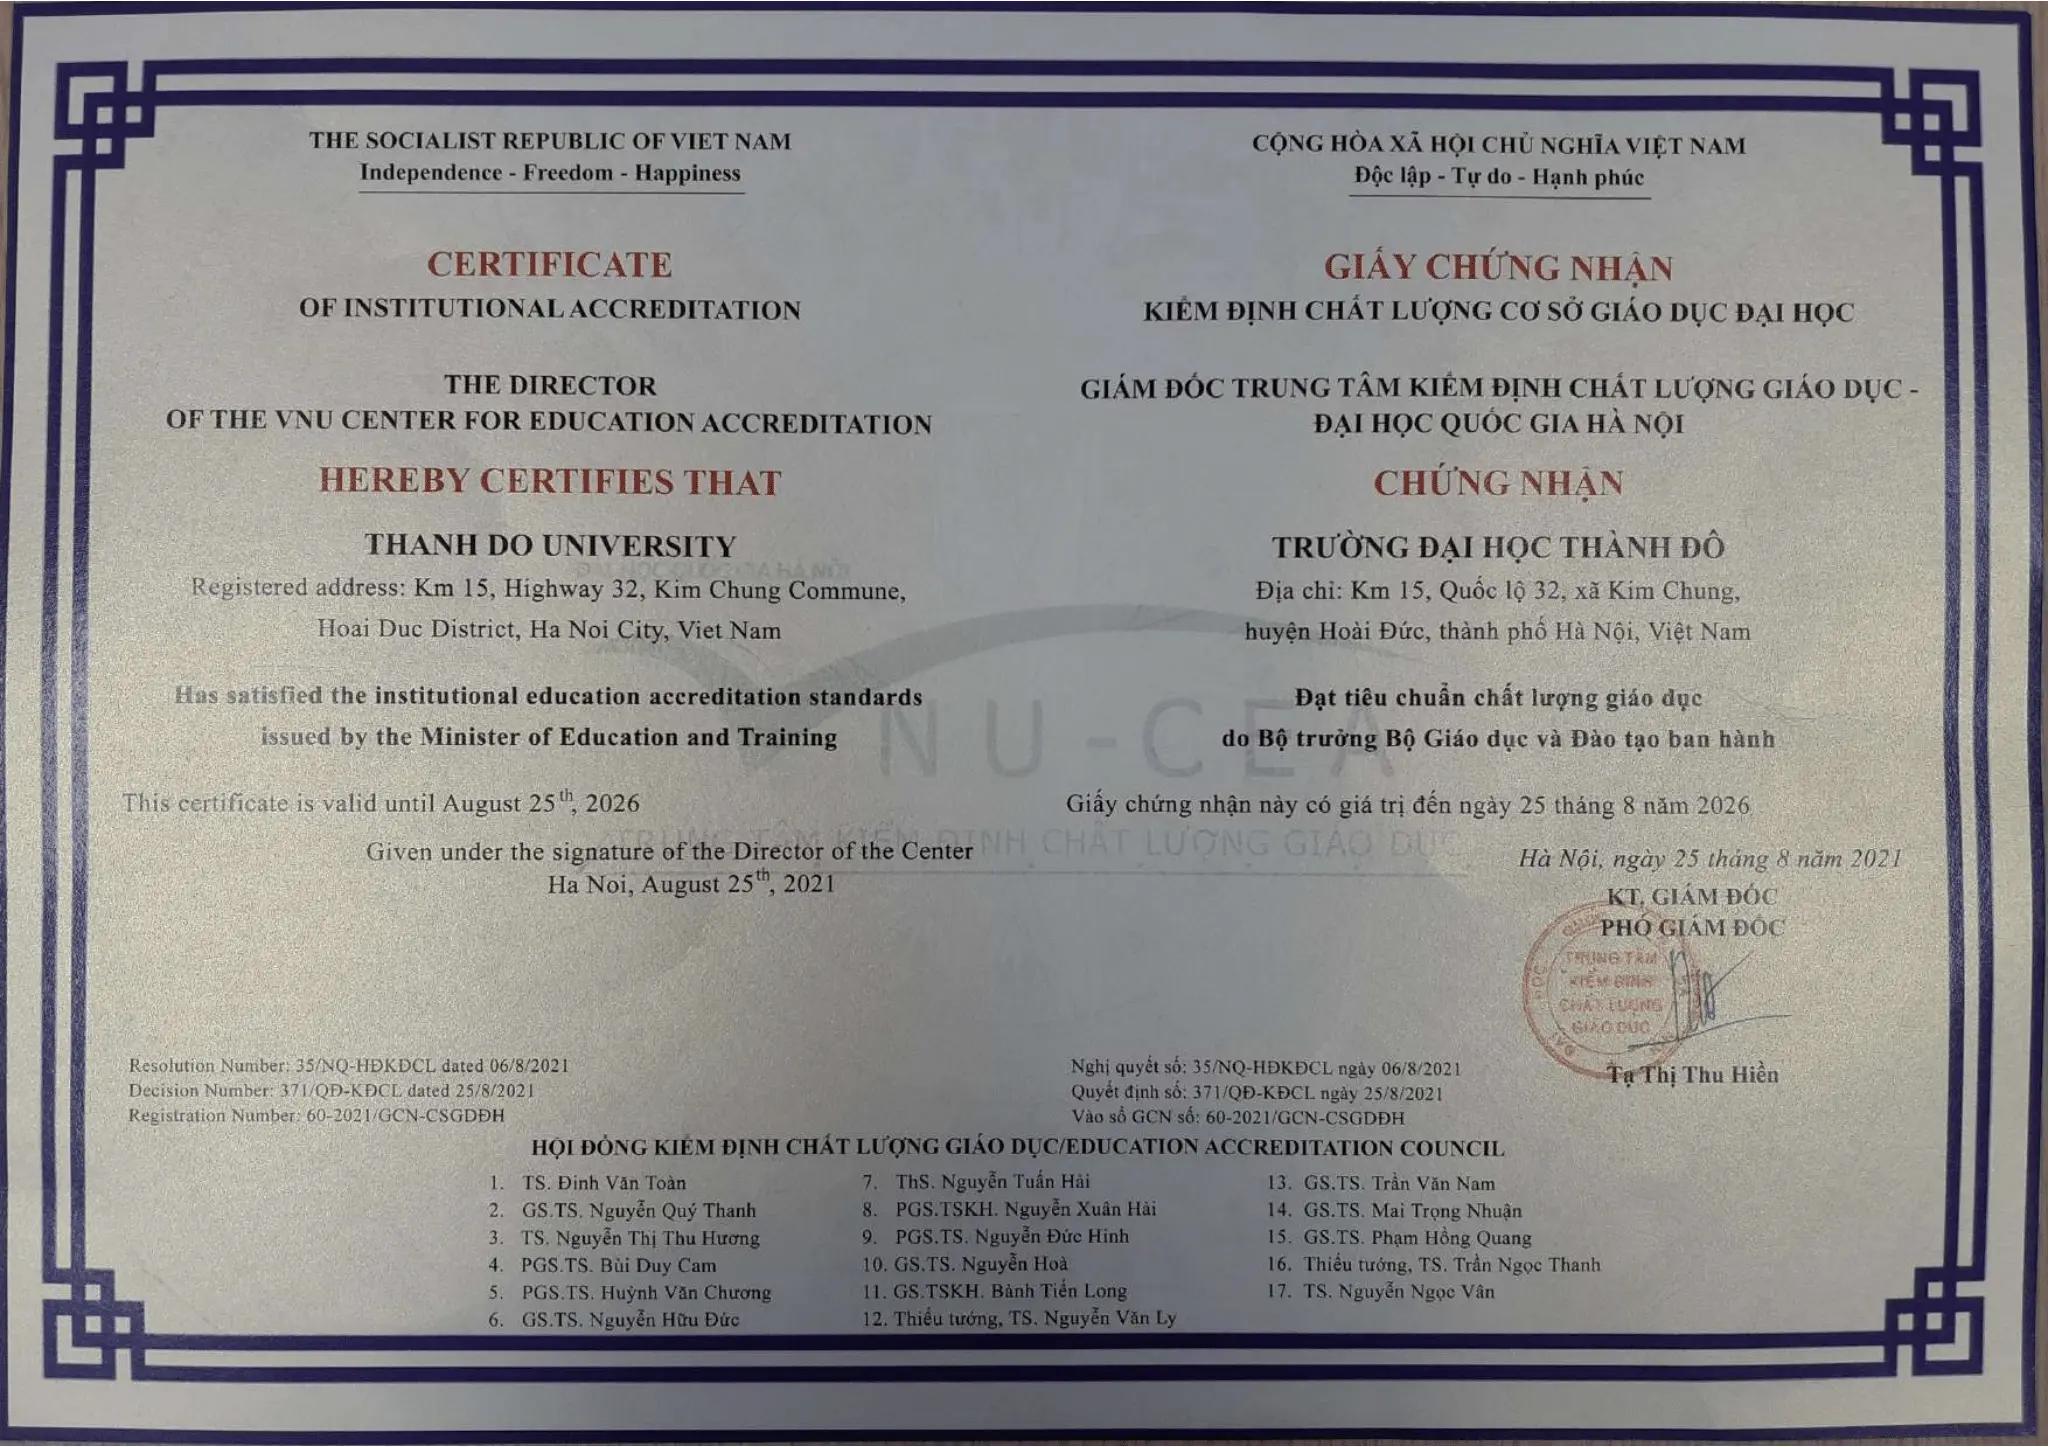 THE SOCIALIST REPUBLIC OF VIET NAM
Independence - Freedom - Happiness
CERTIFICATE
OF INSTITUTIONAL ACCREDITATION
THE DIRECTOR
OF THE VNU CENTER FOR EDUCATION ACCREDITATION
HEREBY CERTIFIES THAT
THANH DO UNIVERSITY
Registered address: Km 15, Highway 32, Kim Chung Commune,
Hoai Duc District, Ha Noi City, Viet Nam
Has satisfied the institutional education accreditation standards
issued by the Minister of Education and Training
This certificate is valid until August 25th, 2026
Given under the signature of the Director of the Center
Ha Noi, August 25th, 2021
Resolution Number: 35/NQ-HĐKĐCL dated 06/8/2021
Decision Number: 371/QĐ-KĐCL dated 25/8/2021
Registration Number: 60-2021/GCN-CSGDĐH
CỘNG HÒA XÃ HỘI CHỦ NGHĨA VIỆT NAM
Độc lập - Tự do - Hạnh phúc
GIẤY CHỨNG NHẬN
KIỂM ĐỊNH CHẤT LƯỢNG CƠ SỞ GIÁO DỤC ĐẠI HỌC
GIÁM ĐỐC TRUNG TÂM KIỂM ĐỊNH CHẤT LƯỢNG GIÁO DỤC -
ĐẠI HỌC QUỐC GIA HÀ NỘI
CHỨNG NHẬN
TRƯỜNG ĐẠI HỌC THÀNH ĐÔ
Địa chỉ: Km 15, Quốc lộ 32, xã Kim Chung,
huyện Hoài Đức, thành phố Hà Nội, Việt Nam
Đạt tiêu chuẩn chất lượng giáo dục
do Bộ trưởng Bộ Giáo dục và Đào tạo ban hành
Giấy chứng nhận này có giá trị đến ngày 25 tháng 8 năm 2026
Hà Nội, ngày 25 tháng 8 năm 2021
KT. GIÁM ĐỐC
PHÓ GIÁM ĐỐC
TRUNG TÂM
KIỂM ĐỊNH
CHẤT LƯỢNG
GIÁO DỤC
Tạ Thị Thu Hiền
Nghị quyết số: 35/NQ-HĐKĐCL ngày 06/8/2021
Quyết định số: 371/QĐ-KĐCL ngày 25/8/2021
Vào sổ GCN số: 60-2021/GCN-CSGDĐH
NU-CEA
TRUNG TÂM KIỂM ĐỊNH CHẤT LƯỢNG GIÁO DỤC
HỘI ĐỒNG KIỂM ĐỊNH CHẤT LƯỢNG GIÁO DỤC/EDUCATION ACCREDITATION COUNCIL
1. TS. Đinh Văn Toàn
2. GS.TS. Nguyễn Quý Thanh
3. TS. Nguyễn Thị Thu Hương
4. PGS.TS. Bùi Duy Cam
5. PGS.TS. Huỳnh Văn Chương
6. GS.TS. Nguyễn Hữu Đức
7. ThS. Nguyễn Tuấn Hải
8. PGS.TSKH. Nguyễn Xuân Hải
9. PGS.TS. Nguyễn Đức Hinh
10. GS.TS. Nguyễn Hoà
11. GS.TSKH. Bành Tiến Long
12. Thiếu tướng, TS. Nguyễn Văn Ly
13. GS.TS. Trần Văn Nam
14. GS.TS. Mai Trọng Nhuận
15. GS.TS. Phạm Hồng Quang
16. Thiếu tướng, TS. Trần Ngọc Thanh
17. TS. Nguyễn Ngọc Vân